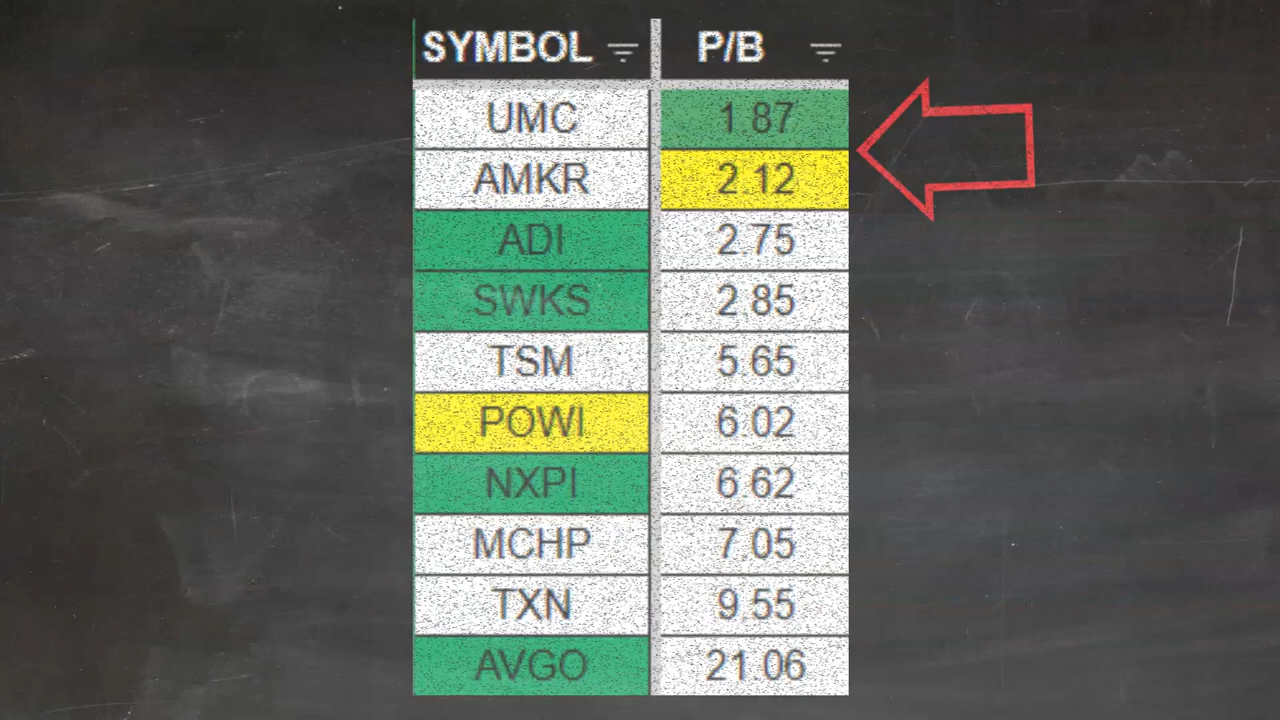 SYMBOL P/B
UMC 1.87
AMKR 2.12
ADI 2.75
SWKS 2.85
TSM 5.65
POWI 6.02
NXPI 6.62
MCHP 7.05
TXN 9.55
AVGO 21.06